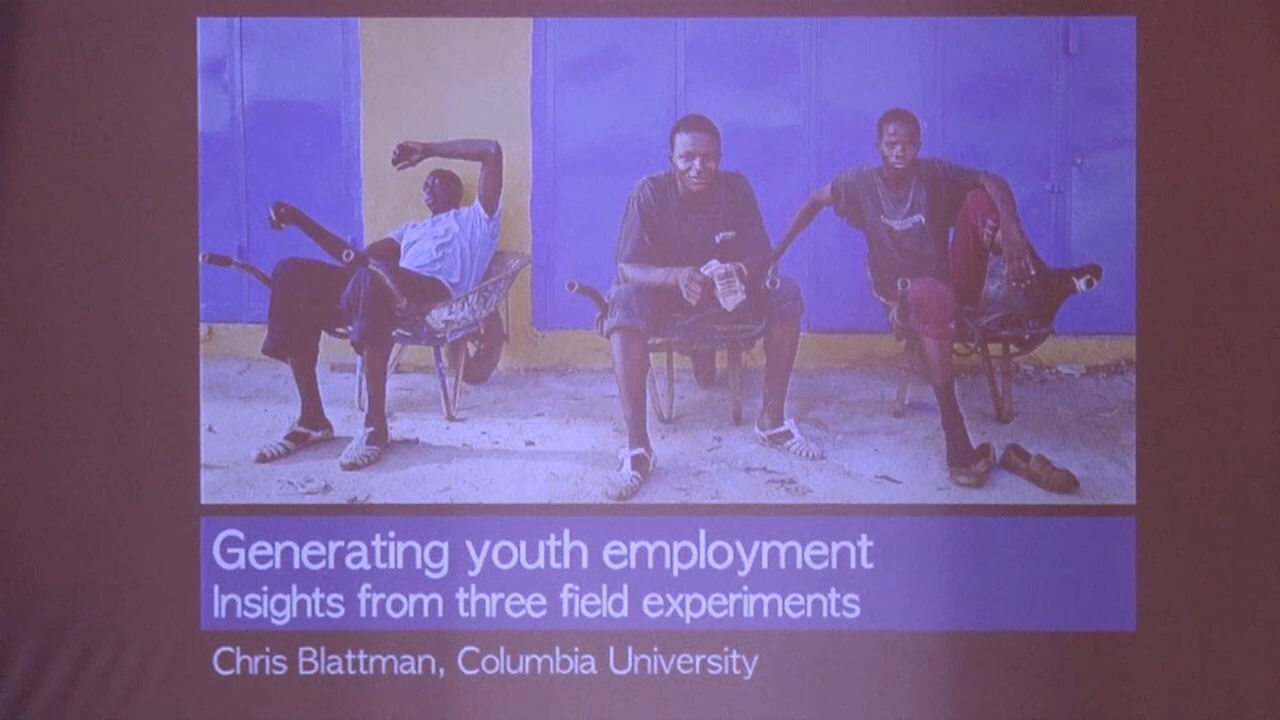 Generating youth employment
Insights from three field experiments
Chris Blattman, Columbia University